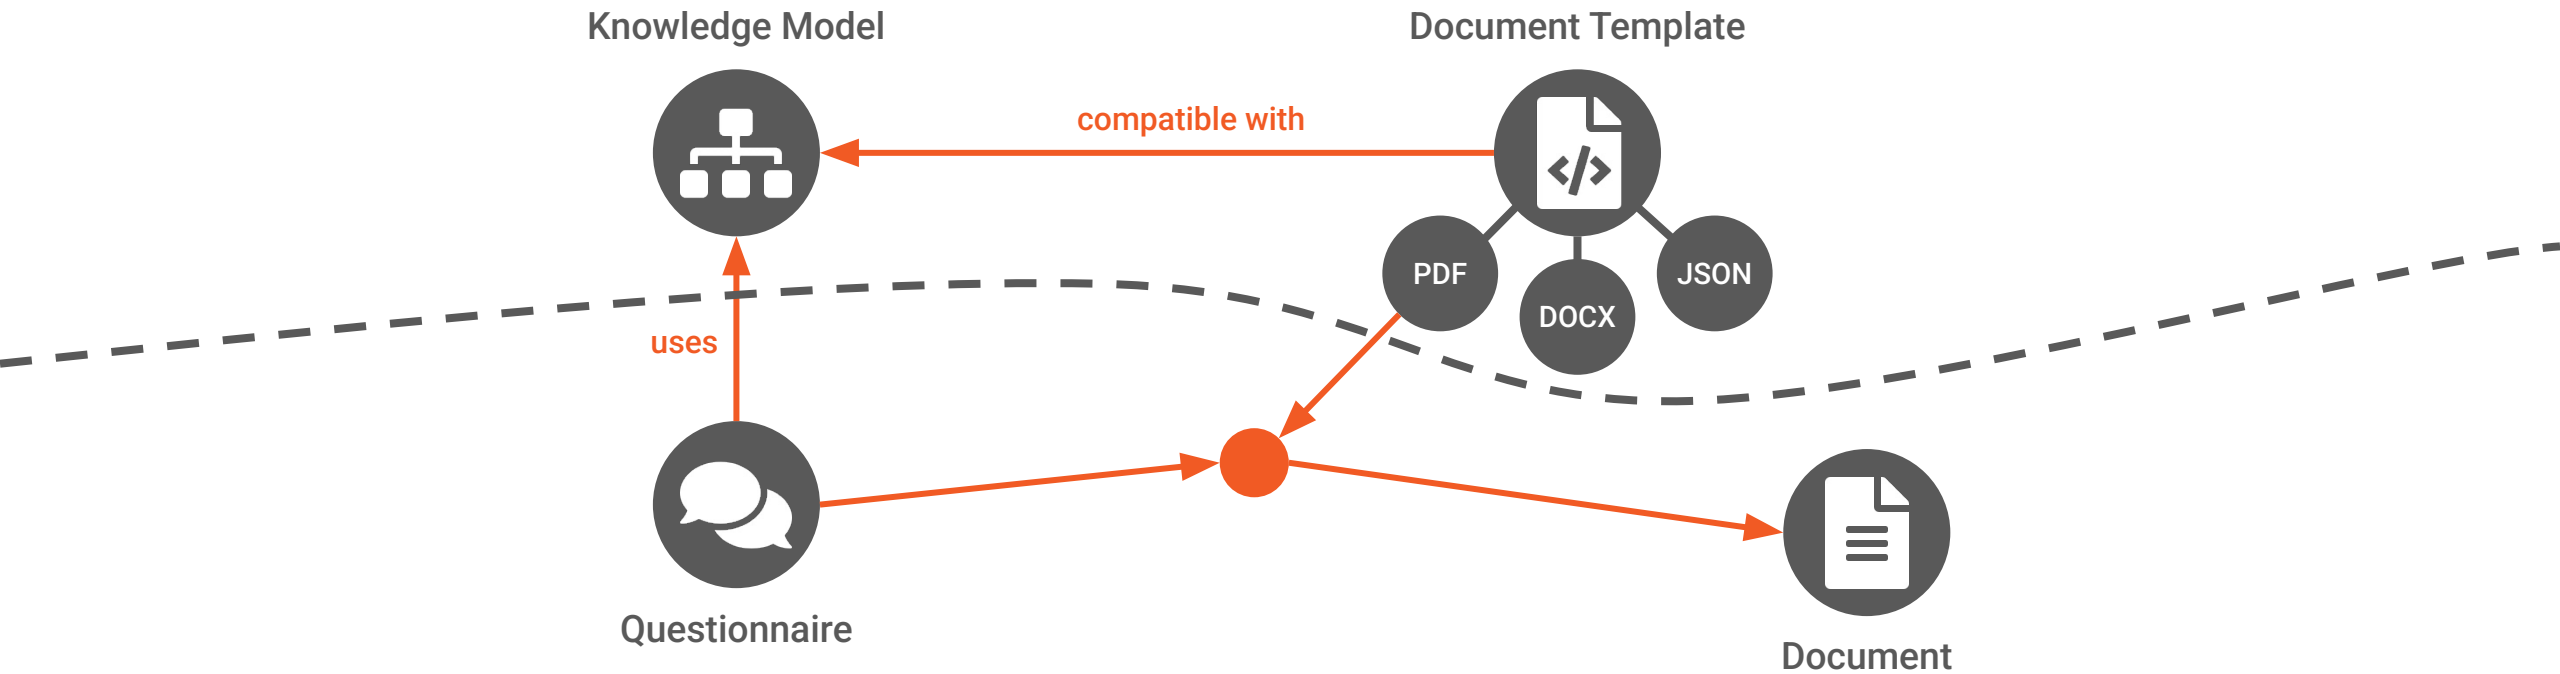 Knowledge Model
Document Template
compatible with
PDF
DOCX
JSON
uses
Questionnaire
Document